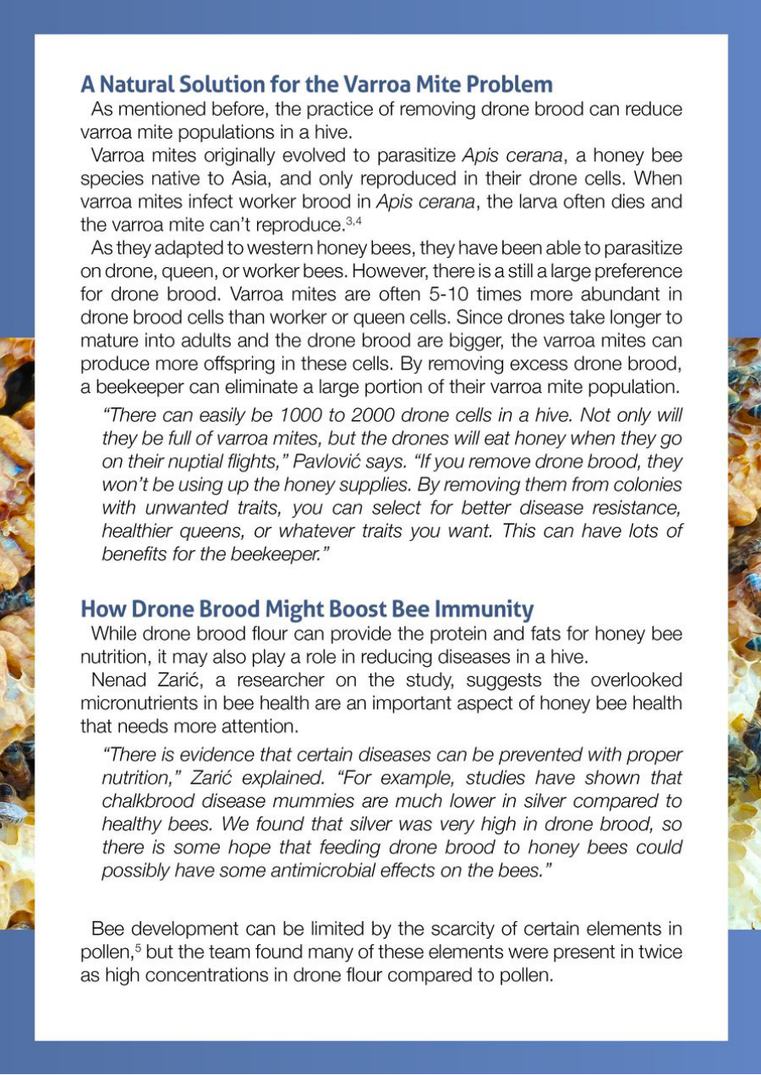 A Natural Solution for the Varroa Mite Problem
As mentioned before, the practice of removing drone brood can reduce
varroa mite populations in a hive.
Varroa mites originally evolved to parasitize Apis cerana, a honey bee
species native to Asia, and only reproduced in their drone cells. When
varroa mites infect worker brood in Apis cerana, the larva often dies and
the varroa mite can’t reproduce.3,4
As they adapted to western honey bees, they have been able to parasitize
on drone, queen, or worker bees. However, there is a still a large preference
for drone brood. Varroa mites are often 5-10 times more abundant in
drone brood cells than worker or queen cells. Since drones take longer to
mature into adults and the drone brood are bigger, the varroa mites can
produce more offspring in these cells. By removing excess drone brood,
a beekeeper can eliminate a large portion of their varroa mite population.
“There can easily be 1000 to 2000 drone cells in a hive. Not only will
they be full of varroa mites, but the drones will eat honey when they go
on their nuptial flights,” Pavlović says. “If you remove drone brood, they
won’t be using up the honey supplies. By removing them from colonies
with unwanted traits, you can select for better disease resistance,
healthier queens, or whatever traits you want. This can have lots of
benefits for the beekeeper.”
How Drone Brood Might Boost Bee Immunity
While drone brood flour can provide the protein and fats for honey bee
nutrition, it may also play a role in reducing diseases in a hive.
Nenad Zarić, a researcher on the study, suggests the overlooked
micronutrients in bee health are an important aspect of honey bee health
that needs more attention.
“There is evidence that certain diseases can be prevented with proper
nutrition,” Zarić explained. “For example, studies have shown that
chalkbrood disease mummies are much lower in silver compared to
healthy bees. We found that silver was very high in drone brood, so
there is some hope that feeding drone brood to honey bees could
possibly have some antimicrobial effects on the bees.”
Bee development can be limited by the scarcity of certain elements in
pollen,5 but the team found many of these elements were present in twice
as high concentrations in drone flour compared to pollen.